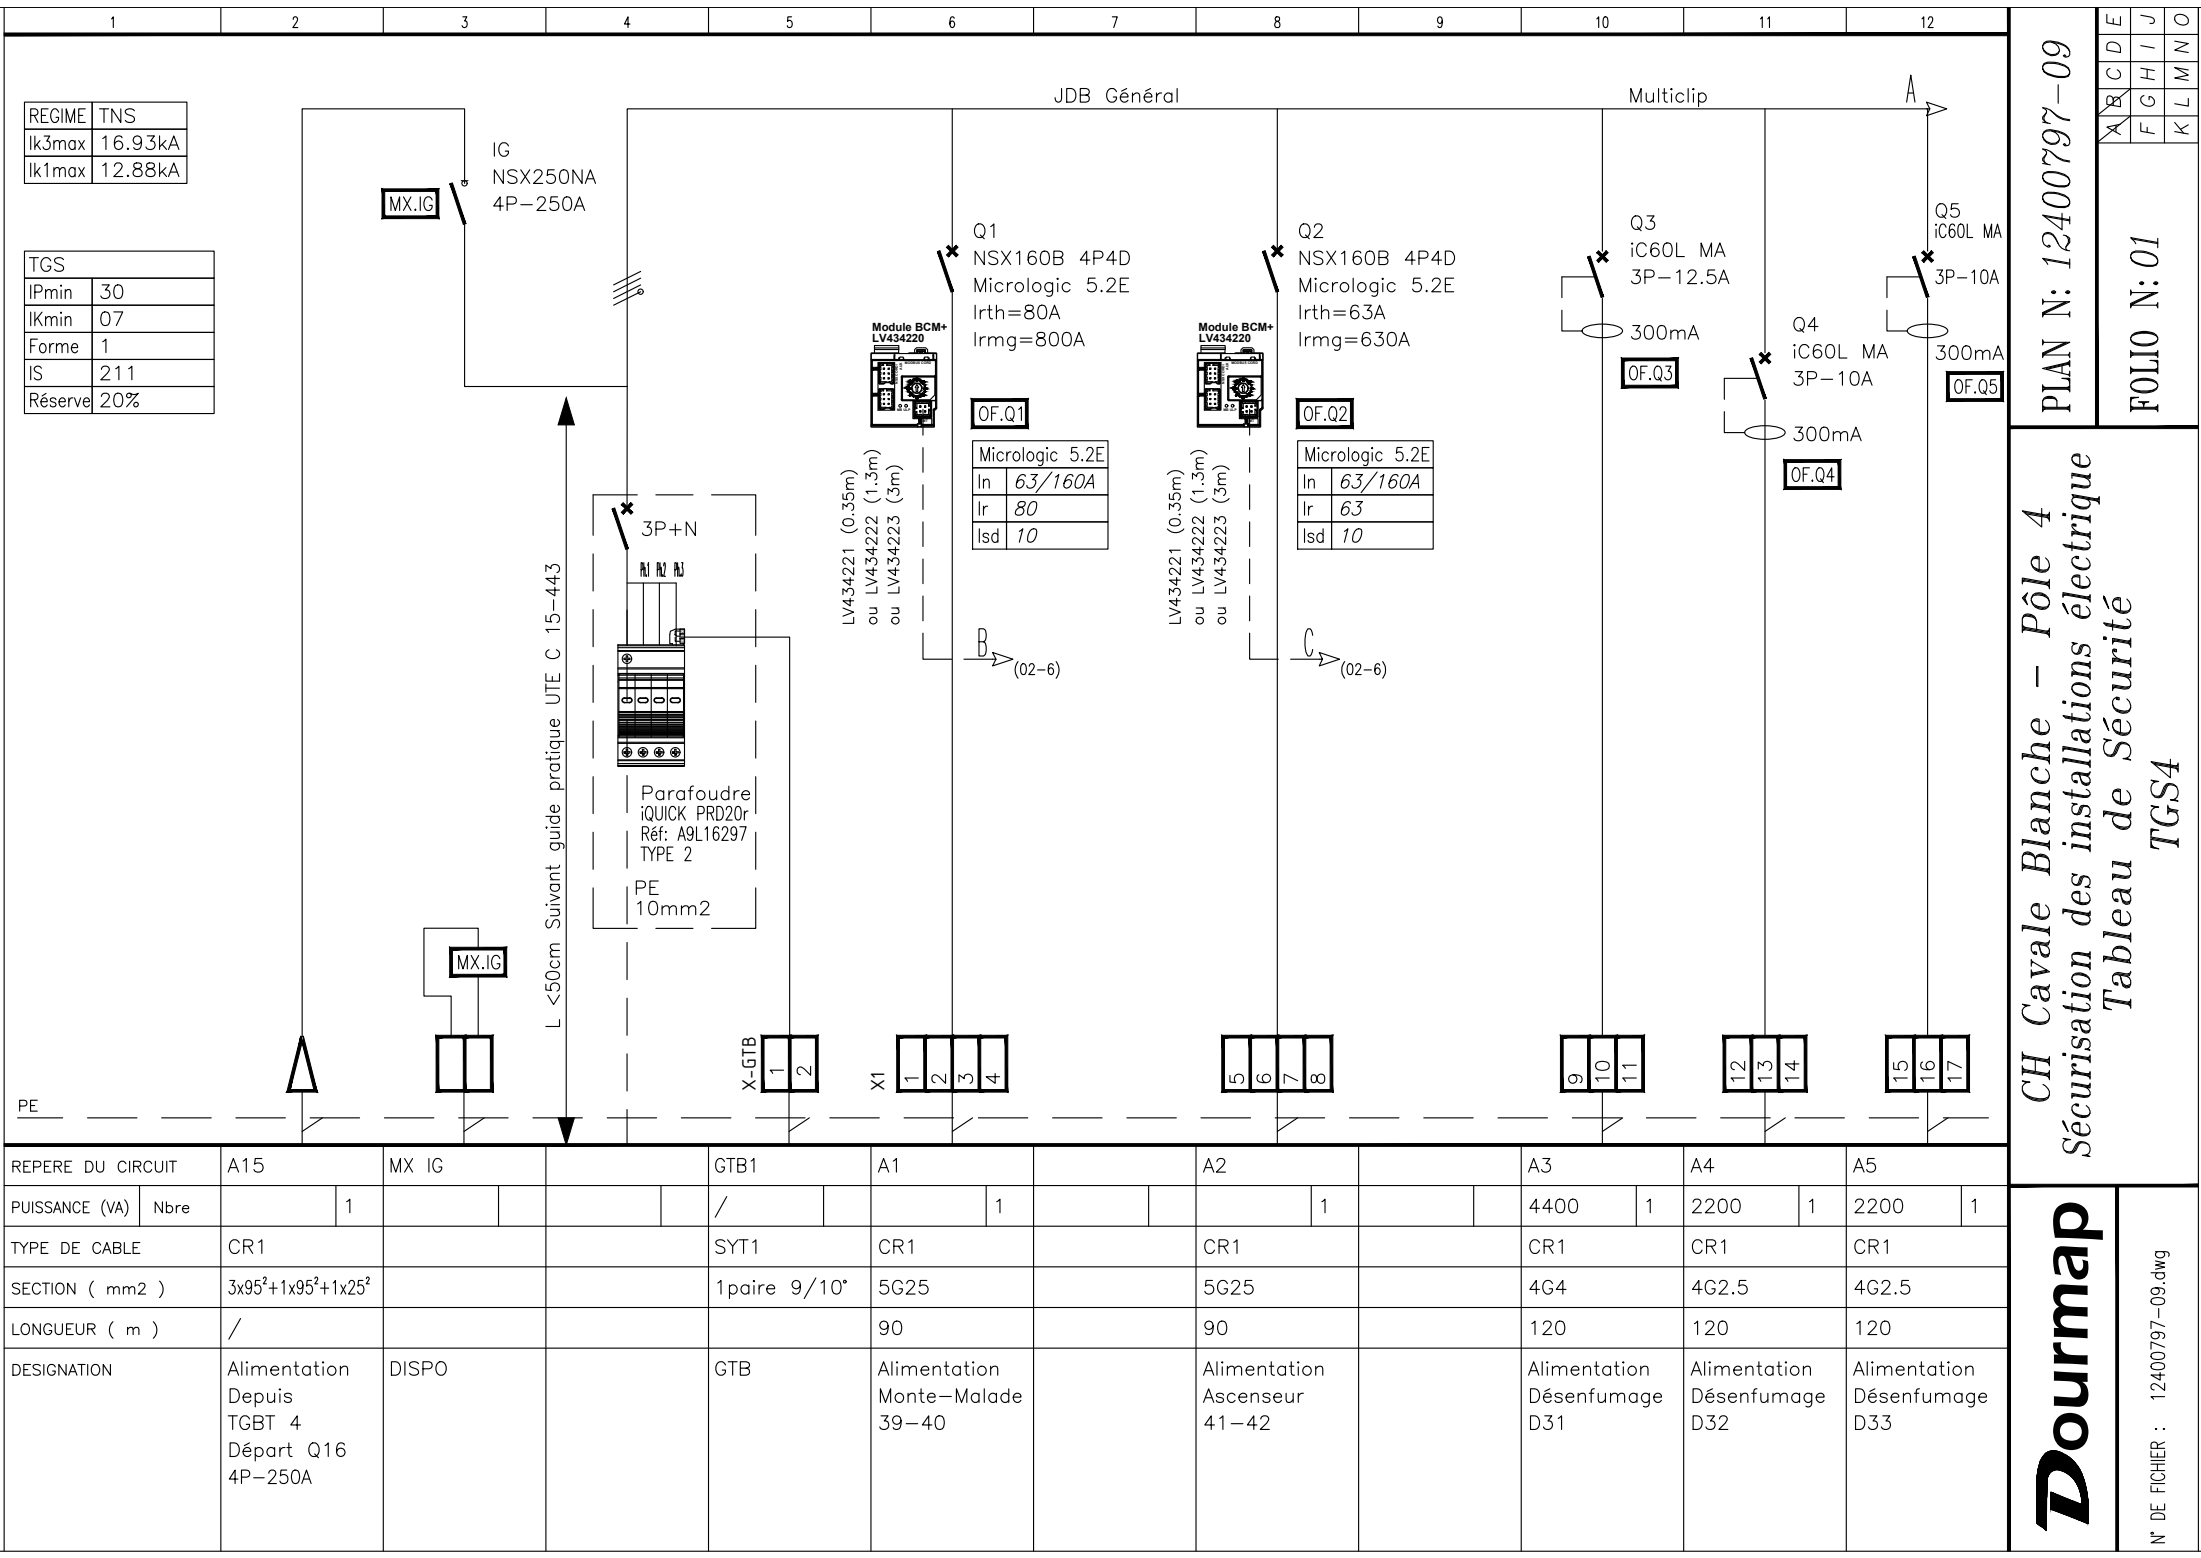 1 2 3 4 5 6 7 8 9 10 11 12
REGIME TNS
Ik3max 16.93kA
Ik1max 12.88kA
TGS
IPmin 30
IKmin 07
Forme 1
IS 211
Réserve 20%
MX.IG
IG
NSX250NA
4P-250A
JDB Général
Multiclip
A
Q1
NSX160B 4P4D
Micrologic 5.2E
Irth=80A
Irmg=800A
Module BCM+
LV434220
OF.Q1
Micrologic 5.2E
In 63/160A
Ir 80
Isd 10
LV434221 (0.35m)
ou LV434222 (1.3m)
ou LV434223 (3m)
B
(02-6)
Q2
NSX160B 4P4D
Micrologic 5.2E
Irth=63A
Irmg=630A
Module BCM+
LV434220
OF.Q2
Micrologic 5.2E
In 63/160A
Ir 63
Isd 10
LV434221 (0.35m)
ou LV434222 (1.3m)
ou LV434223 (3m)
C
(02-6)
Q3
iC60L MA
3P-12.5A
300mA
OF.Q3
Q4
iC60L MA
3P-10A
300mA
OF.Q4
Q5
iC60L MA
3P-10A
300mA
OF.Q5
3P+N
Ph1 Ph2 Ph3
Parafoudre
iQUICK PRD20r
Réf: A9L16297
TYPE 2
PE
10mm2
L <50cm Suivant guide pratique UTE C 15-443
MX.IG
X-GTB
1 2
X1
1 2 3 4
5 6 7 8
9 10 11
12 13 14
15 16 17
PE
REPERE DU CIRCUIT A15 MX IG GTB1 A1 A2 A3 A4 A5
PUISSANCE (VA) Nbre 1 / 1 1 4400 1 2200 1 2200 1
TYPE DE CABLE CR1 SYT1 CR1 CR1 CR1 CR1 CR1
SECTION ( mm2 ) 3x95²+1x95²+1x25² 1paire 9/10° 5G25 5G25 4G4 4G2.5 4G2.5
LONGUEUR ( m ) / 90 90 120 120 120
DESIGNATION
Alimentation
Depuis
TGBT 4
Départ Q16
4P-250A
DISPO
GTB
Alimentation
Monte-Malade
39-40
Alimentation
Ascenseur
41-42
Alimentation
Désenfumage
D31
Alimentation
Désenfumage
D32
Alimentation
Désenfumage
D33
PLAN N: 12400797-09
FOLIO N: 01
A B C D E
F G H I J
K L M N O
CH Cavale Blanche - Pôle 4
Sécurisation des installations électrique
Tableau de Sécurité
TGS4
Dourmap
N° DE FICHIER : 12400797-09.dwg